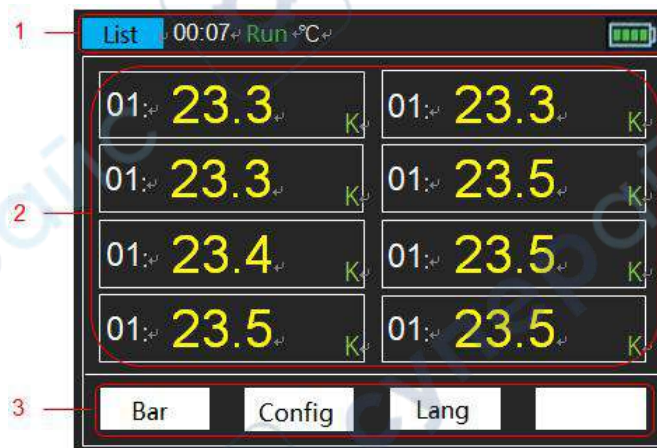 1 List 00:07 Run °C
01: 23.3 K 01: 23.3 K
01: 23.3 K 01: 23.5 K
2
01: 23.4 K 01: 23.5 K
01: 23.5 K 01: 23.5 K
3 Bar Config Lang